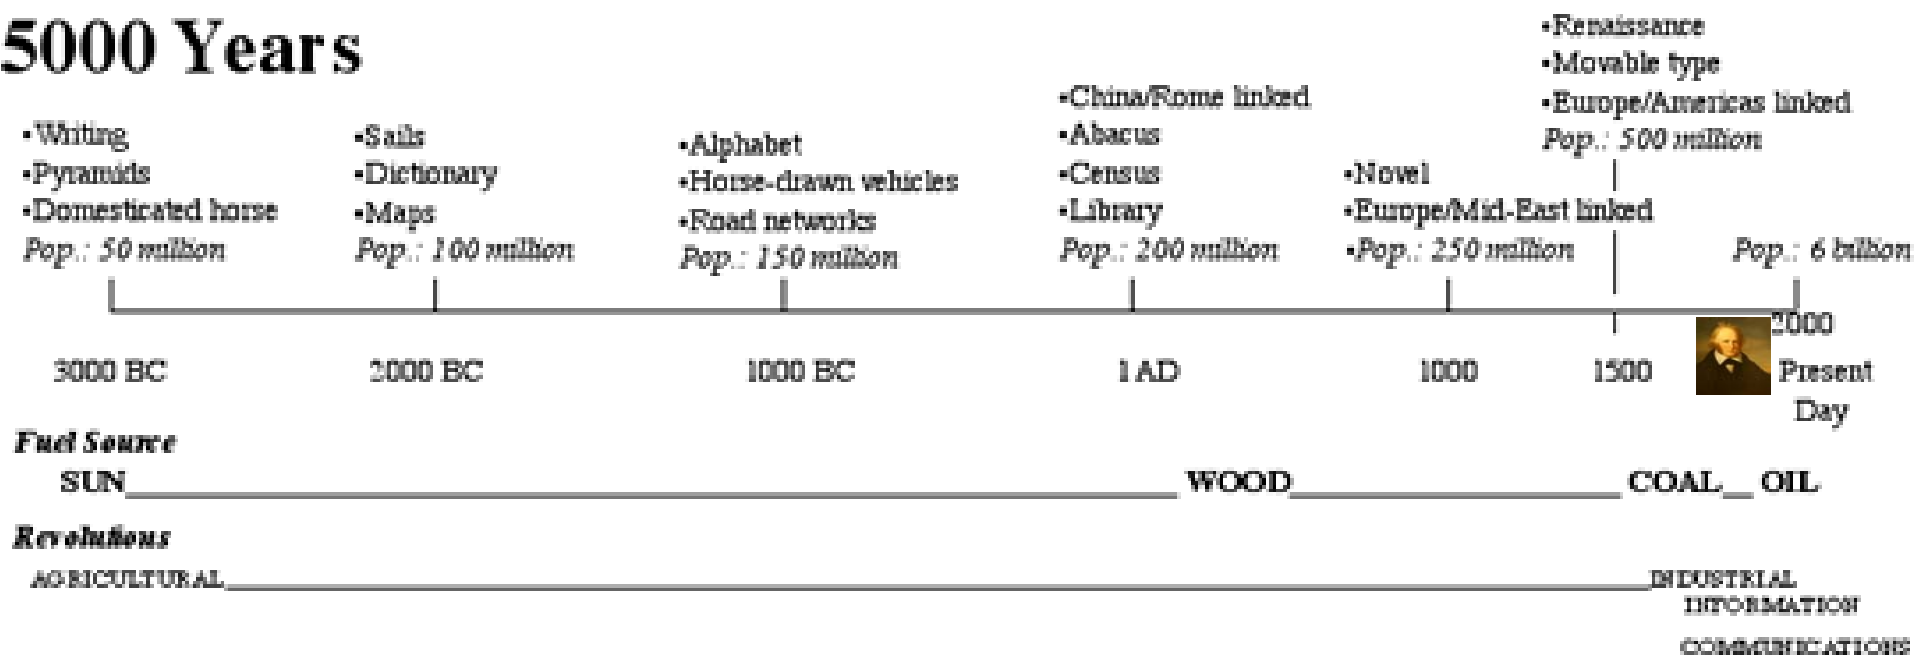 5000 Years
•Writing
•Pyramids
•Domesticated horse
Pop.: 50 million
•Sails
•Dictionary
•Maps
Pop.: 100 million
•Alphabet
•Horse-drawn vehicles
•Road networks
Pop.: 150 million
•China/Rome linked
•Abacus
•Census
•Library
Pop.: 200 million
•Novel
•Europe/Mid-East linked
•Pop.: 250 million
•Renaissance
•Movable type
•Europe/Americas linked
Pop.: 500 million
Pop.: 6 billion
3000 BC
2000 BC
1000 BC
1 AD
1000
1500
2000
Present
Day
Fuel Source
SUN WOOD COAL OIL
Revolutions
AGRICULTURAL INDUSTRIAL
INFORMATION
COMMUNICATIONS